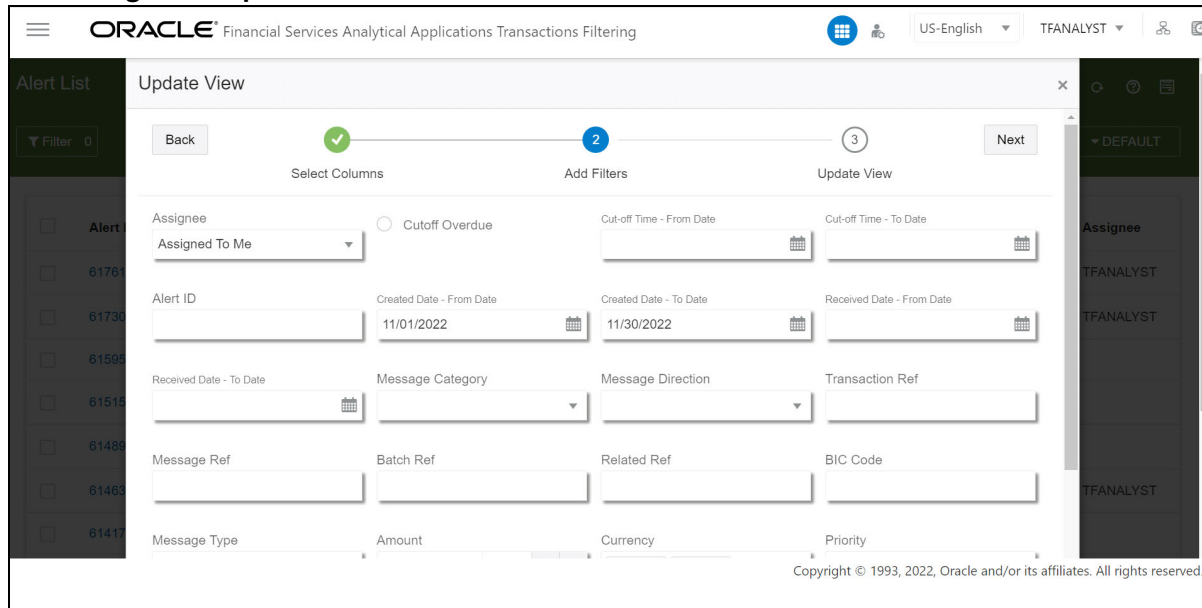 ORACLE® Financial Services Analytical Applications Transactions Filtering US-English TFANALYST
Alert List Update View ×
Filter 0 Back 2 3 Next DEFAULT
Select Columns Add Filters Update View
Assignee Cutoff Overdue Cut-off Time - From Date Cut-off Time - To Date
Alert Assigned To Me Assignee
61761 TFANALYST
Alert ID Created Date - From Date Created Date - To Date Received Date - From Date
61730 11/01/2022 11/30/2022 TFANALYST
61595
Received Date - To Date Message Category Message Direction Transaction Ref
61515
61489
Message Ref Batch Ref Related Ref BIC Code
61463 TFANALYST
61417
Message Type Amount Currency Priority
Copyright © 1993, 2022, Oracle and/or its affiliates. All rights reserved.